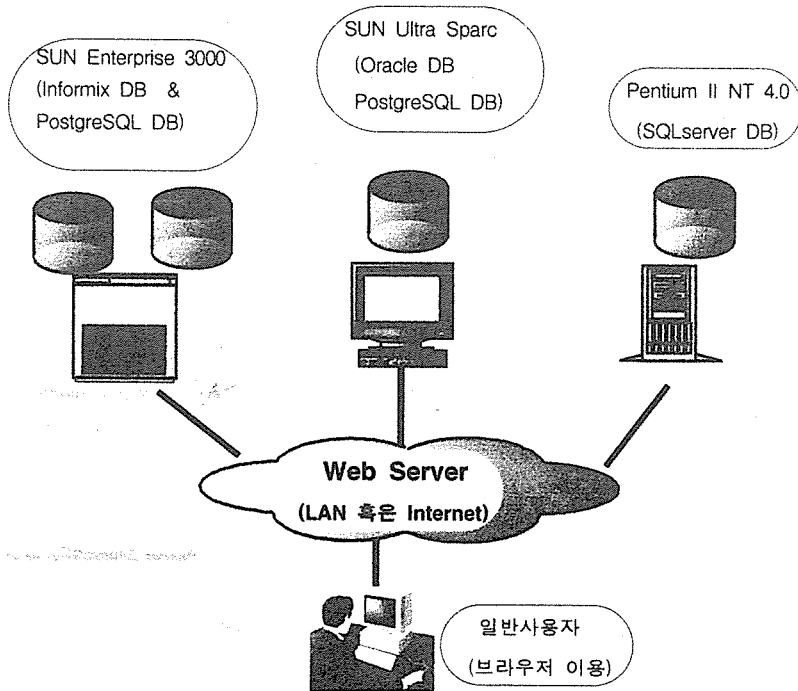 SUN Enterprise 3000
(Informix DB &
PostgreSQL DB)
SUN Ultra Sparc
(Oracle DB
PostgreSQL DB)
Pentium II NT 4.0
(SQLserver DB)
Web Server
(LAN 혹은 Internet)
일반사용자
(브라우저 이용)